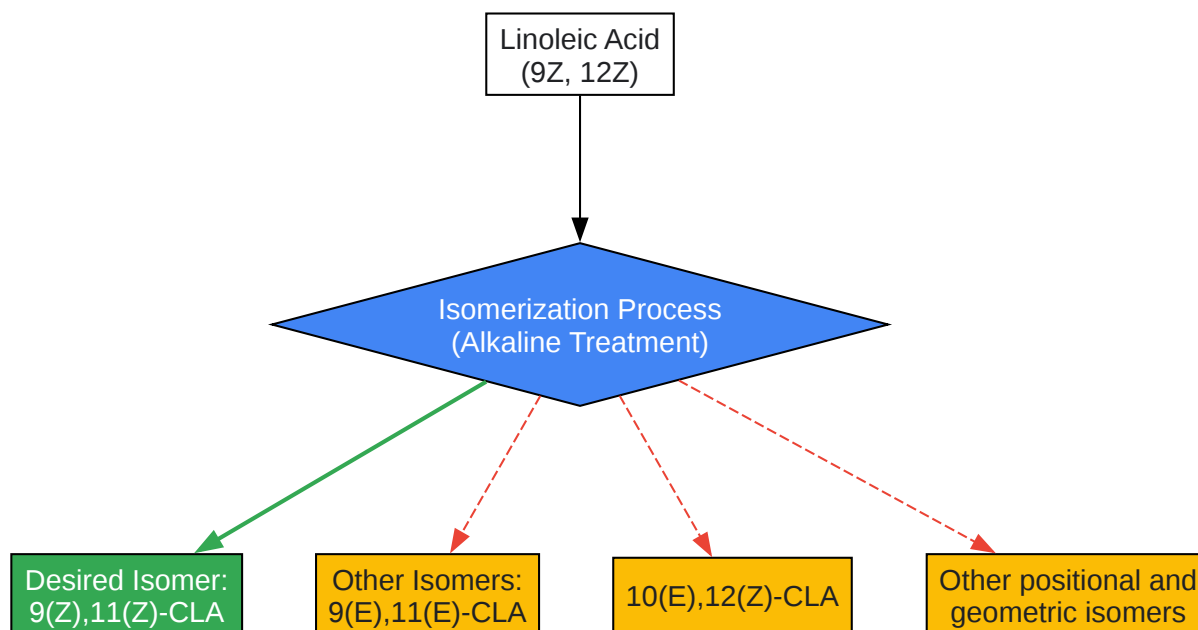 Linoleic Acid
(9Z, 12Z)
Isomerization Process
(Alkaline Treatment)
Desired Isomer:
9(Z),11(Z)-CLA
Other Isomers:
9(E),11(E)-CLA
10(E),12(Z)-CLA
Other positional and
geometric isomers